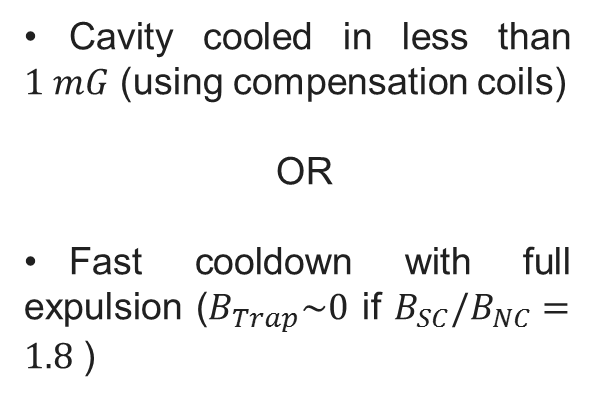 • Cavity cooled in less than
1 mG (using compensation coils)
OR
• Fast cooldown with full
expulsion (B_Trap~0 if B_SC/B_NC =
1.8 )